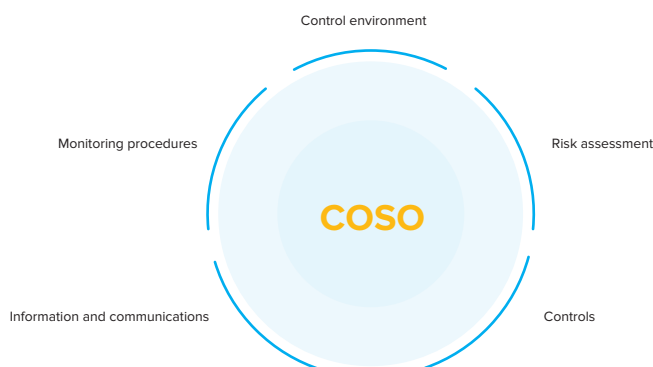 Control environment
Monitoring procedures
Risk assessment
COSO
Information and communications
Controls